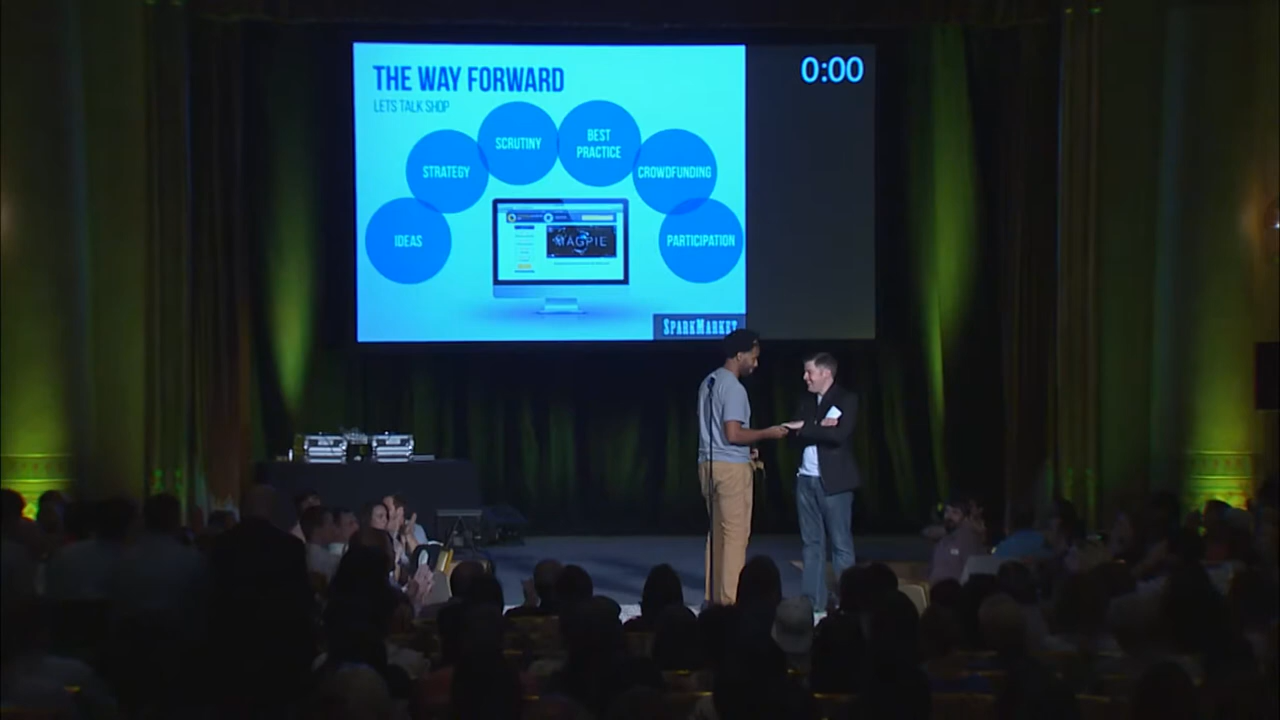 THE WAY FORWARD
LETS TALK SHOP
0:00
IDEAS
STRATEGY
SCRUTINY
BEST
PRACTICE
CROWDFUNDING
PARTICIPATION
MAGPIE
SPARKMARKET